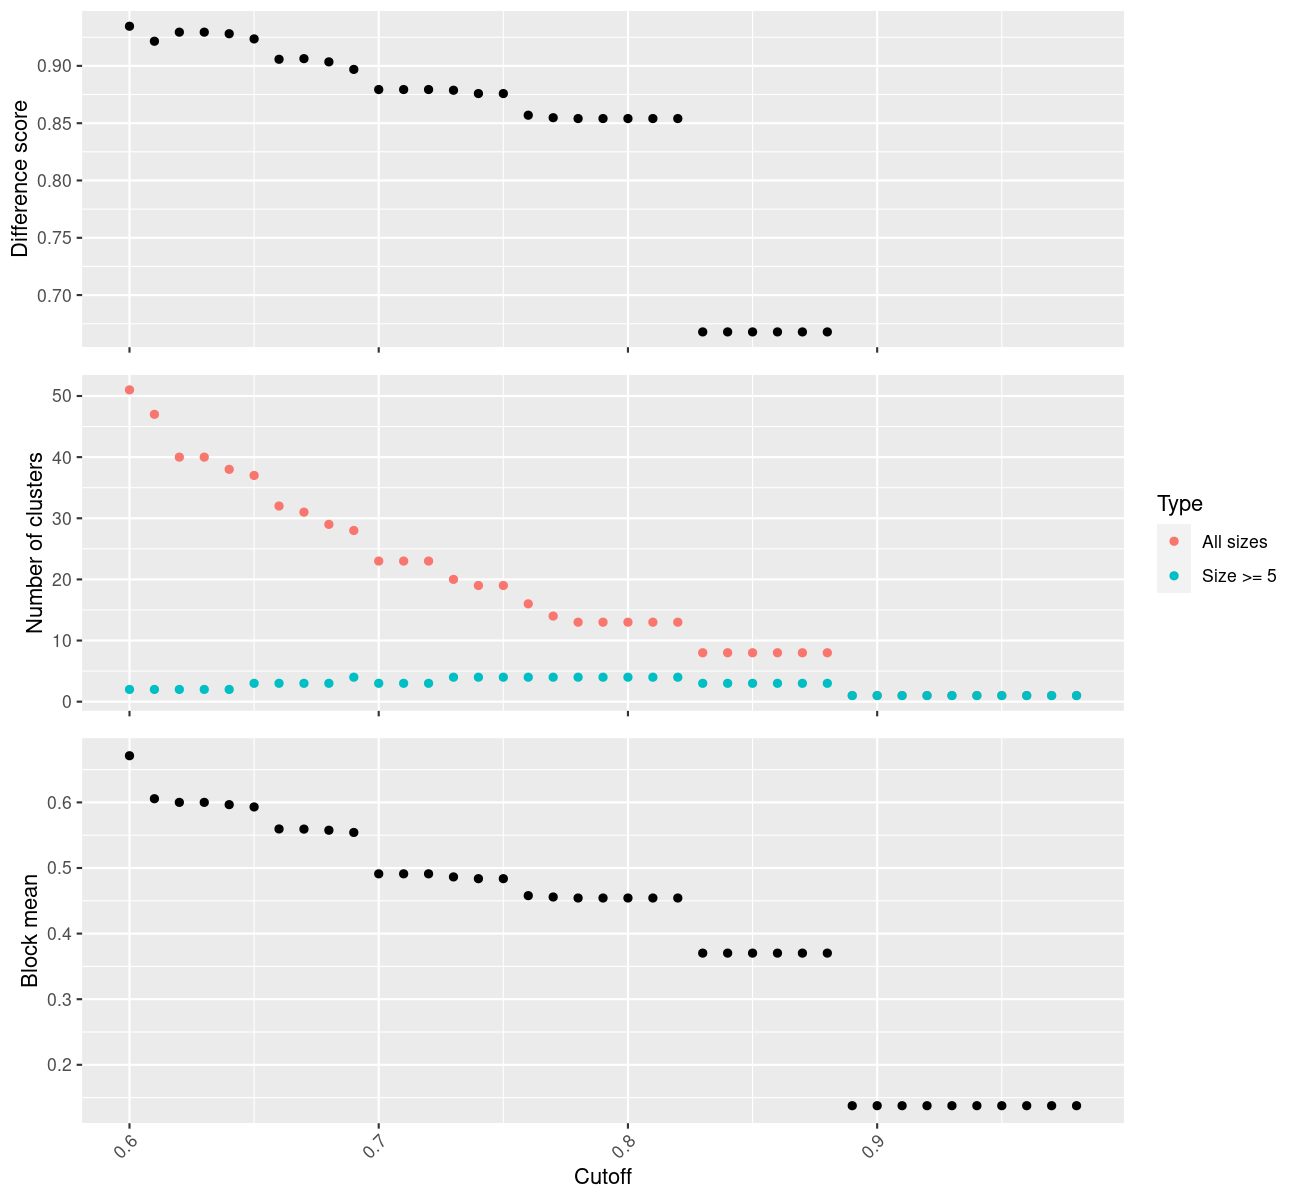 Difference score
0.90
0.85
0.80
0.75
0.70
Number of clusters
50
40
30
20
10
0
Type
All sizes
Size >= 5
Block mean
0.6
0.5
0.4
0.3
0.2
0.6 0.7 0.8 0.9
Cutoff